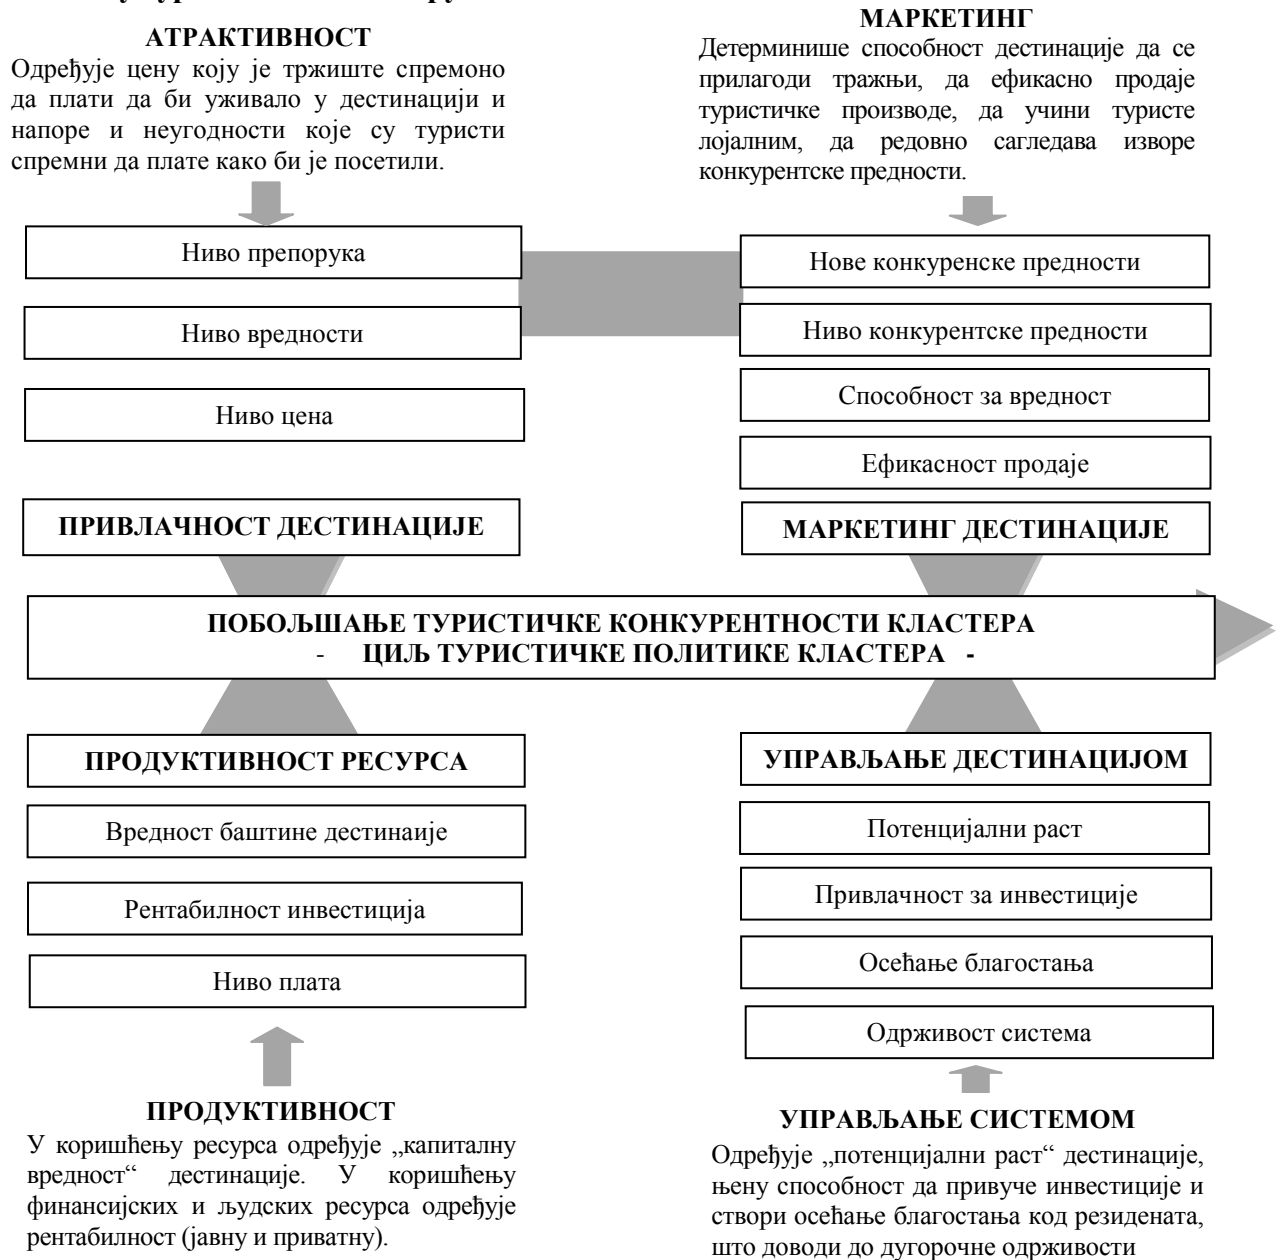 АТРАКТИВНОСТ
Одређује цену коју је тржиште спремоно
да плати да би уживало у дестинацији и
напоре и неугодности које су туристи
спремни да плате како би је посетили.
МАРКЕТИНГ
Детерминише способност дестинације да се
прилагоди тражњи, да ефикасно продаје
туристичке производе, да учини туристе
лојалним, да редовно сагледава изворе
конкурентске предности.
Ниво препорука
Ниво вредности
Ниво цена
ПРИВЛАЧНОСТ ДЕСТИНАЦИЈЕ
Нове конкуренске предности
Ниво конкурентске предности
Способност за вредност
Ефикасност продаје
МАРКЕТИНГ ДЕСТИНАЦИЈЕ
ПОБОЉШАЊЕ ТУРИСТИЧКЕ КОНКУРЕНТНОСТИ КЛАСТЕРА
- ЦИЉ ТУРИСТИЧКЕ ПОЛИТИКЕ КЛАСТЕРА -
ПРОДУКТИВНОСТ РЕСУРСА
Вредност баштине дестинаије
Рентабилност инвестиција
Ниво плата
ПРОДУКТИВНОСТ
У коришћењу ресурса одређује „капиталну
вредност“ дестинације. У коришћењу
финансијских и људских ресурса одређује
рентабилност (јавну и приватну).
УПРАВЉАЊЕ ДЕСТИНАЦИЈОМ
Потенцијални раст
Привлачност за инвестиције
Осећање благостања
Одрживост система
УПРАВЉАЊЕ СИСТЕМОМ
Одређује „потенцијални раст“ дестинације,
њену способност да привуче инвестиције и
створи осећање благостања код резидената,
што доводи до дугорочне одрживости